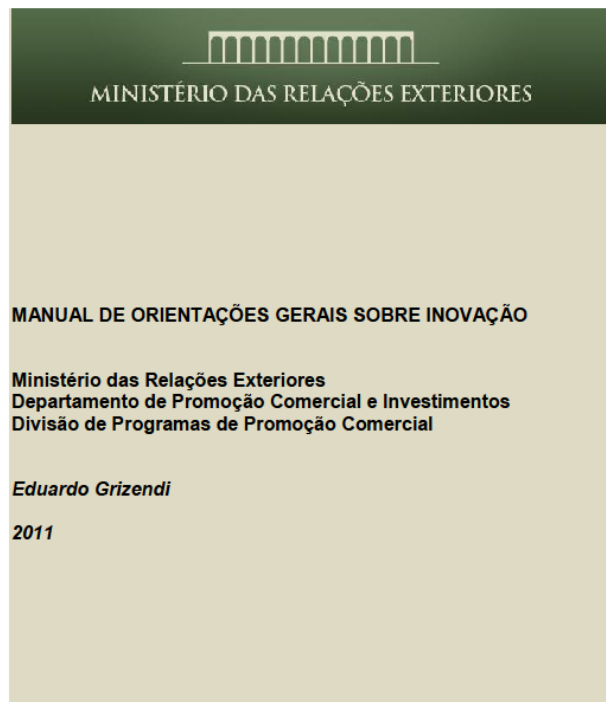 MINISTÉRIO DAS RELAÇÕES EXTERIORES
MANUAL DE ORIENTAÇÕES GERAIS SOBRE INOVAÇÃO
Ministério das Relações Exteriores
Departamento de Promoção Comercial e Investimentos
Divisão de Programas de Promoção Comercial
Eduardo Grizendi
2011